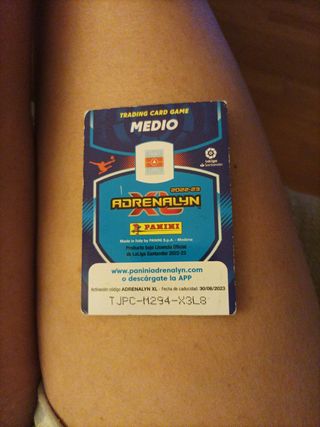 TRADING CARD GAME
MEDIO
LaLiga
Santander
2022-23
ADRENALYN
XL
PANINI
Made in Italy by PANINI S.p.A. - Modena
Producto bajo Licencia Oficial
de LaLiga Santander 2022-23
www.paniniadrenalyn.com
o descárgate la APP
Activación código ADRENALYN XL · Fecha de caducidad: 30/06/2023
TJPC-M294-X3L8